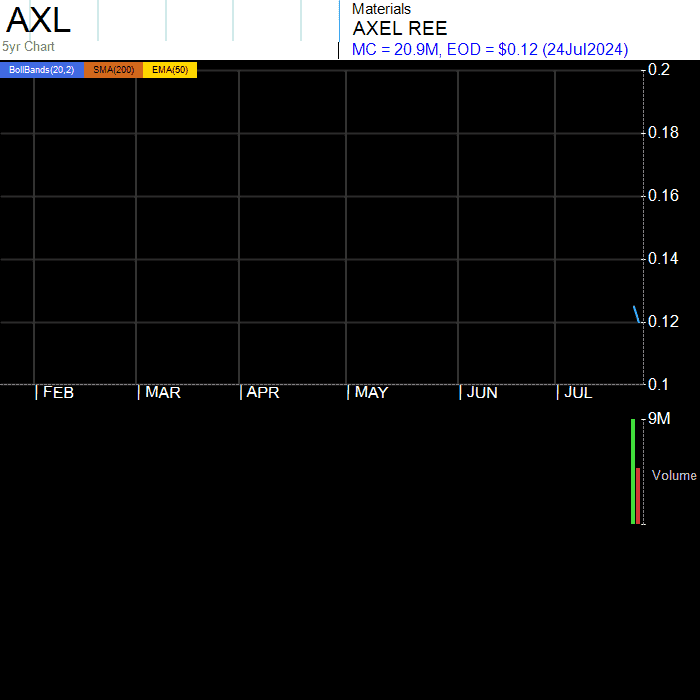 AXL
5yr Chart
Materials
AXEL REE
MC = 20.9M, EOD = $0.12 (24Jul2024)
BollBands(20,2) SMA(200) EMA(50)
0.2
0.18
0.16
0.14
0.12
0.1
FEB MAR APR MAY JUN JUL
9M
Volume